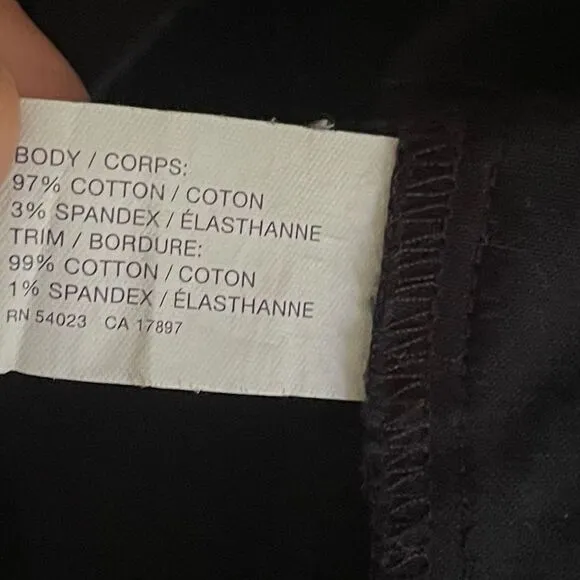 BODY / CORPS:
97% COTTON / COTON
3% SPANDEX / ÉLASTHANNE
TRIM / BORDURE:
99% COTTON / COTON
1% SPANDEX / ÉLASTHANNE
RN 54023 CA 17897